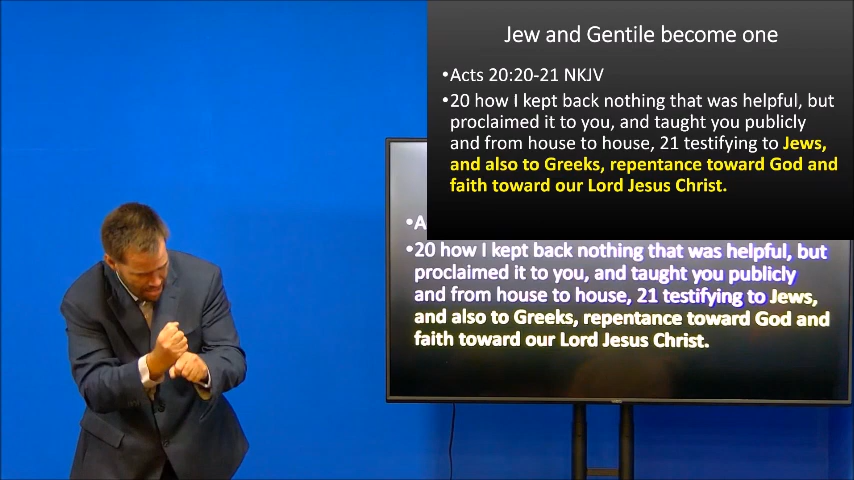 Jew and Gentile become one
•Acts 20:20-21 NKJV
•20 how I kept back nothing that was helpful, but
proclaimed it to you, and taught you publicly
and from house to house, 21 testifying to Jews,
and also to Greeks, repentance toward God and
faith toward our Lord Jesus Christ.
•A
•20 how I kept back nothing that was helpful, but
proclaimed it to you, and taught you publicly
and from house to house, 21 testifying to Jews,
and also to Greeks, repentance toward God and
faith toward our Lord Jesus Christ.